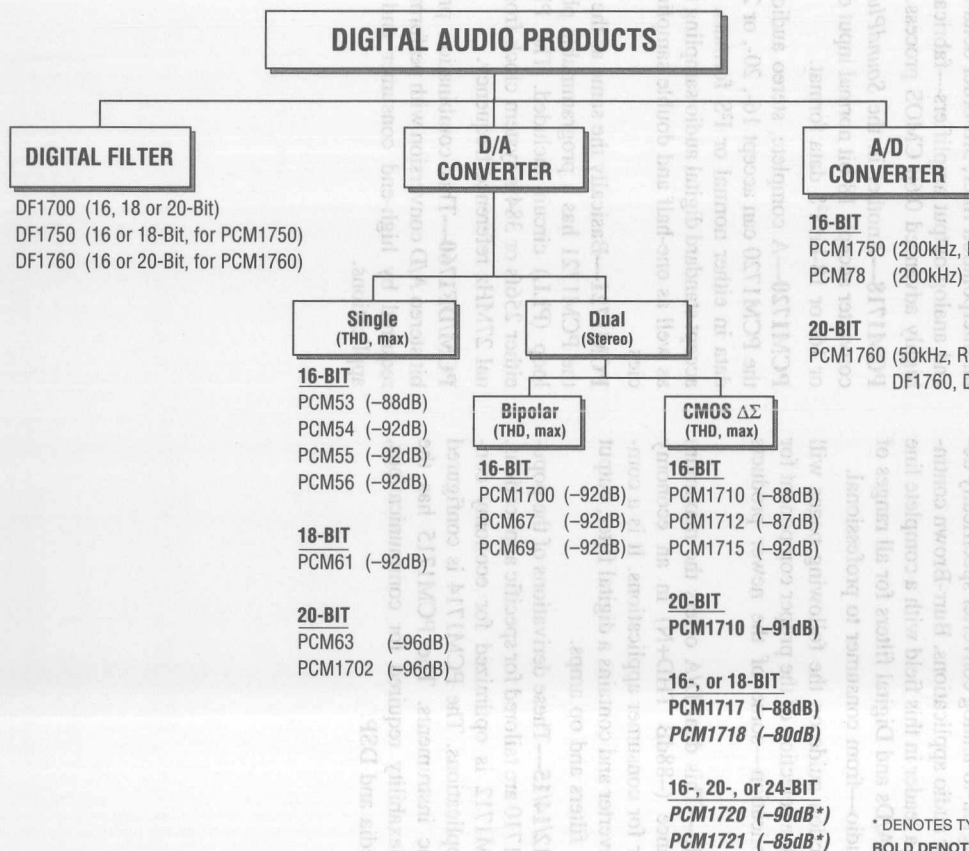 DIGITAL AUDIO PRODUCTS
DIGITAL FILTER
DF1700 (16, 18 or 20-Bit)
DF1750 (16 or 18-Bit, for PCM1750)
DF1760 (16 or 20-Bit, for PCM1760)
D/A
CONVERTER
Single
(THD, max)
16-BIT
PCM53 (–88dB)
PCM54 (–92dB)
PCM55 (–92dB)
PCM56 (–92dB)
18-BIT
PCM61 (–92dB)
20-BIT
PCM63 (–96dB)
PCM1702 (–96dB)
Dual
(Stereo)
Bipolar
(THD, max)
16-BIT
PCM1700 (–92dB)
PCM67 (–92dB)
PCM69 (–92dB)
CMOS ΔΣ
(THD, max)
16-BIT
PCM1710 (–88dB)
PCM1712 (–87dB)
PCM1715 (–92dB)
20-BIT
PCM1710 (–91dB)
16-, or 18-BIT
PCM1717 (–88dB)
PCM1718 (–80dB)
16-, 20-, or 24-BIT
PCM1720 (–90dB*)
PCM1721 (–85dB*)
A/D
CONVERTER
16-BIT
PCM1750 (200kHz,
PCM78 (200kHz)
20-BIT
PCM1760 (50kHz,
DF1760,
* DENOTES
BOLD